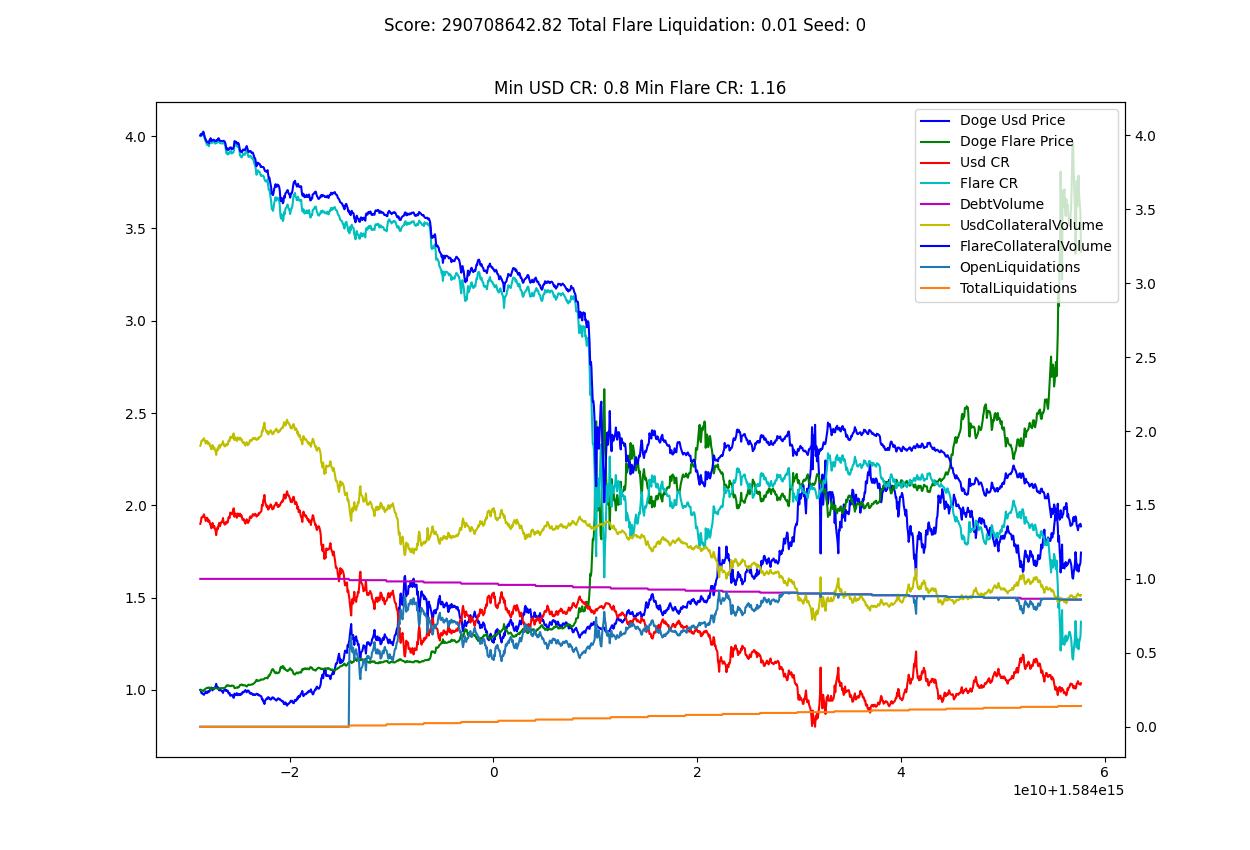 Score: 290708642.82 Total Flare Liquidation: 0.01 Seed: 0
Min USD CR: 0.8 Min Flare CR: 1.16
4.0
3.5
3.0
2.5
2.0
1.5
1.0
Doge Usd Price
Doge Flare Price
Usd CR
Flare CR
DebtVolume
UsdCollateralVolume
FlareCollateralVolume
OpenLiquidations
TotalLiquidations
4.0
3.5
3.0
2.5
2.0
1.5
1.0
0.5
0.0
−2 0 2 4 6
1e10+1.584e15